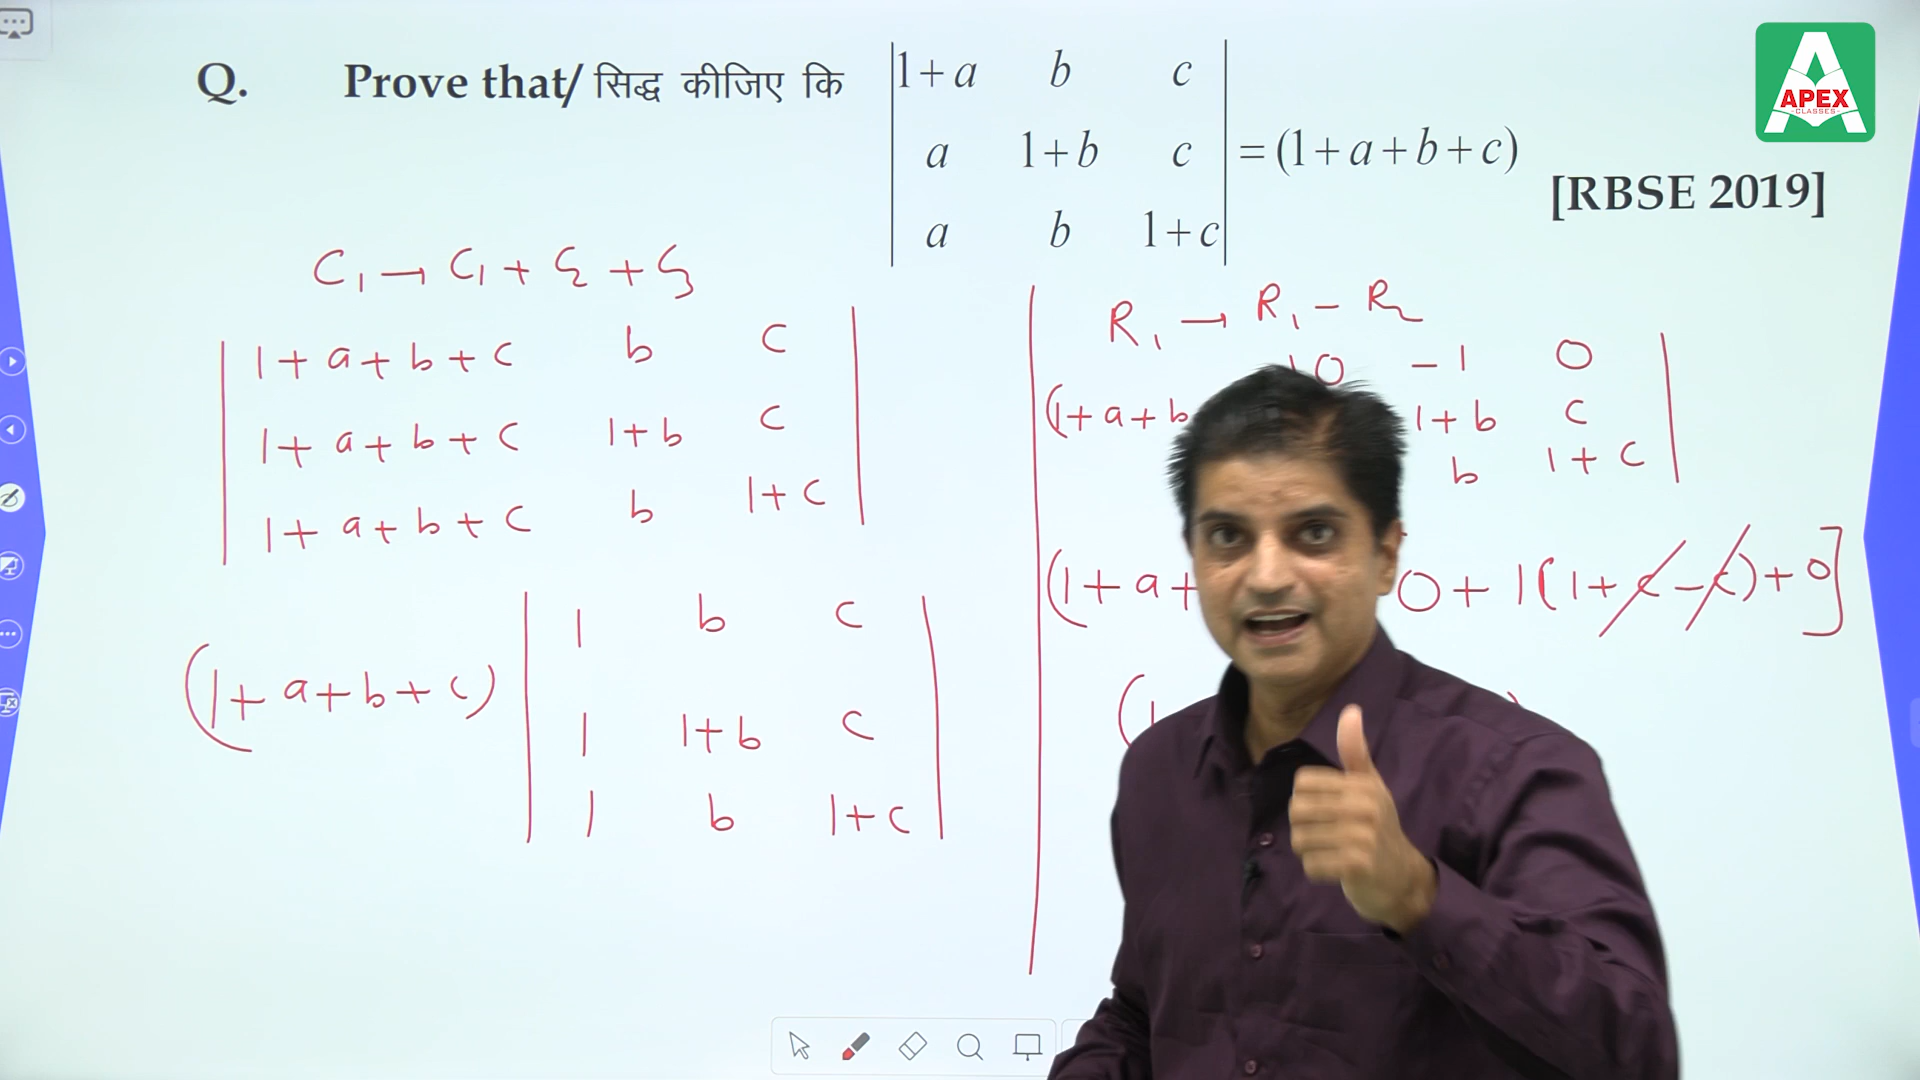 Q. Prove that/ सिद्ध कीजिए कि
1+a b c
a 1+b c = (1+a+b+c)
a b 1+c
[RBSE 2019]
APEX
CLASSES
C₁ → C₁ + C₂ + C₃
1+a+b+c b c
1+a+b+c 1+b c
1+a+b+c b 1+c
1 b c
(1+a+b+c)
1 1+b c
1 b 1+c
R₁ → R₁ - R₂
0 -1 0
(1+a+b 1+b c
b 1+c
(1+a+ 0+1(1+c-c)+0]